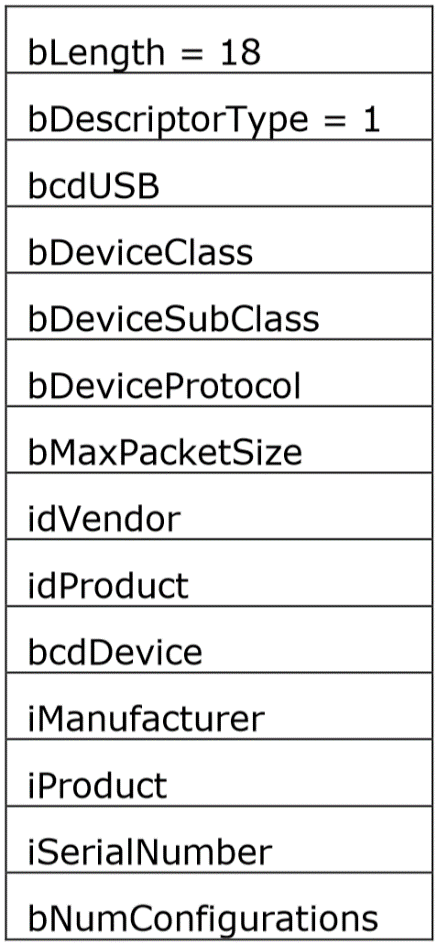 bLength = 18
bDescriptorType = 1
bcdUSB
bDeviceClass
bDeviceSubClass
bDeviceProtocol
bMaxPacketSize
idVendor
idProduct
bcdDevice
iManufacturer
iProduct
iSerialNumber
bNumConfigurations